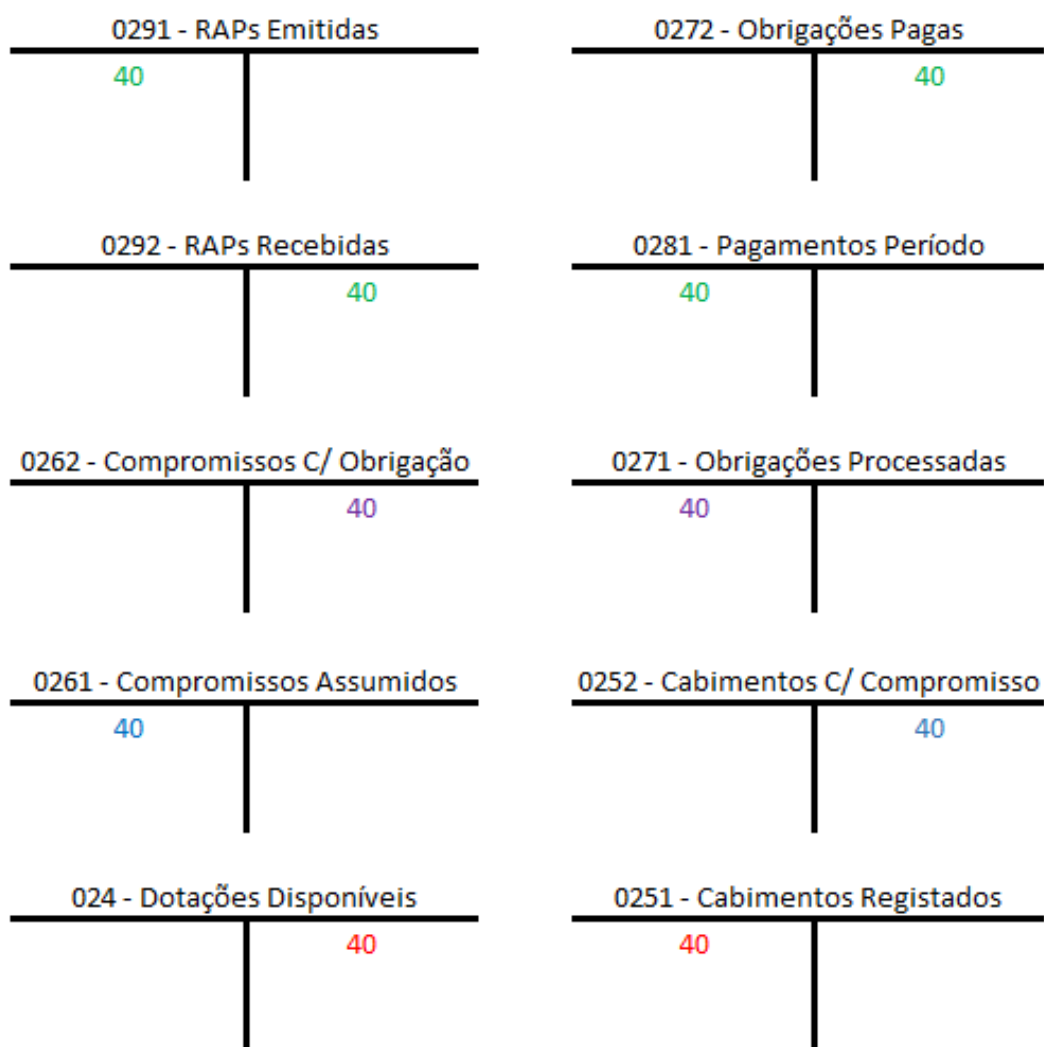 0291 - RAPs Emitidas
0272 - Obrigações Pagas
40
40
0292 - RAPs Recebidas
0281 - Pagamentos Período
40
40
0262 - Compromissos C/ Obrigação
0271 - Obrigações Processadas
40
40
0261 - Compromissos Assumidos
0252 - Cabimentos C/ Compromisso
40
40
024 - Dotações Disponíveis
0251 - Cabimentos Registados
40
40